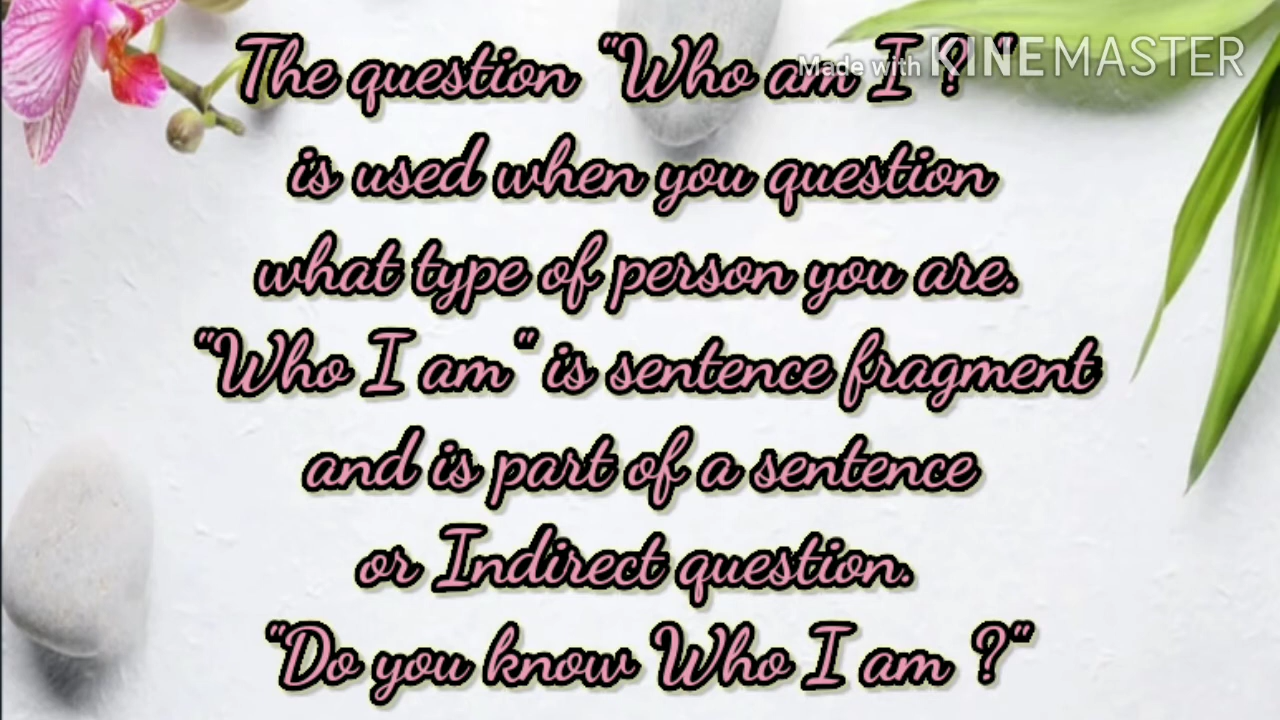 The question "Who am I ? "
Made with KINEMASTER
is used when you question
what type of person you are.
"Who I am" is sentence fragment
and is part of a sentence
or Indirect question.
"Do you know Who I am ?"